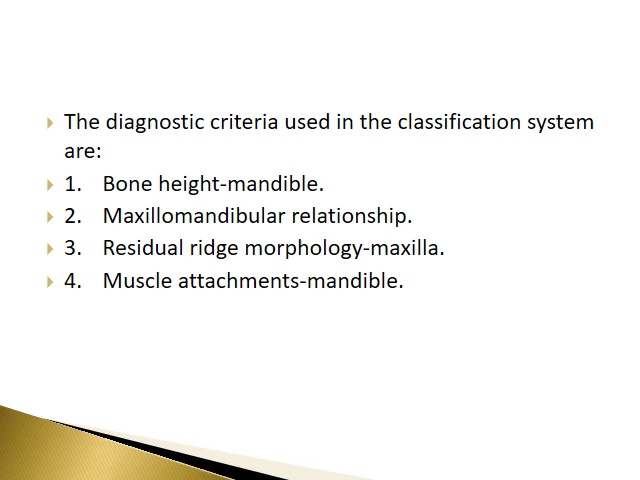 The diagnostic criteria used in the classification system
are:
1. Bone height-mandible.
2. Maxillomandibular relationship.
3. Residual ridge morphology-maxilla.
4. Muscle attachments-mandible.